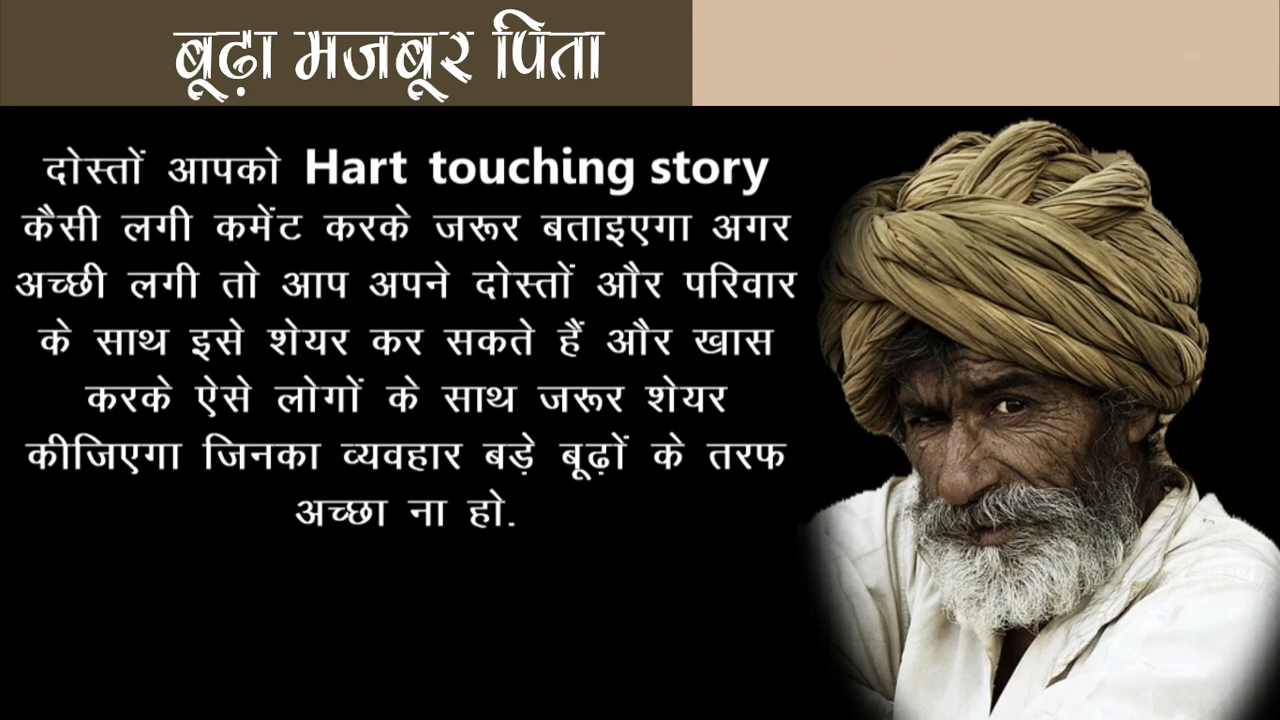 बूढ़ा मजबूर पिता
दोस्तों आपको Hart touching story
कैसी लगी कमेंट करके जरूर बताइएगा अगर
अच्छी लगी तो आप अपने दोस्तों और परिवार
के साथ इसे शेयर कर सकते हैं और खास
करके ऐसे लोगों के साथ जरूर शेयर
कीजिएगा जिनका व्यवहार बड़े बूढ़ों के तरफ
अच्छा ना हो.